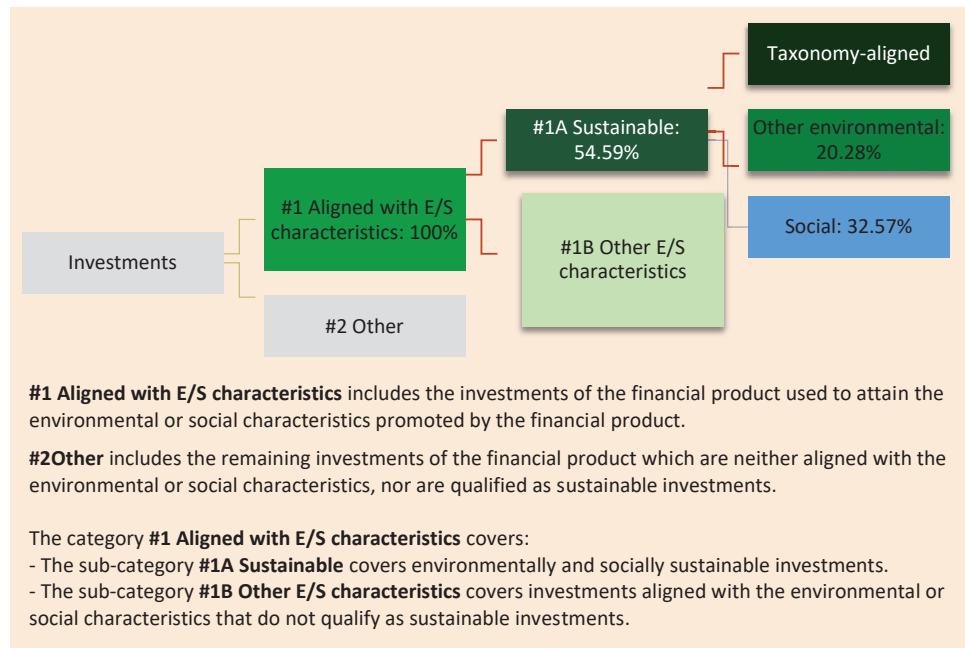 Taxonomy-aligned
#1A Sustainable:
54.59%
Other environmental:
20.28%
#1 Aligned with E/S
characteristics: 100%
Social: 32.57%
Investments
#1B Other E/S
characteristics
#2 Other
#1 Aligned with E/S characteristics includes the investments of the financial product used to attain the
environmental or social characteristics promoted by the financial product.
#2Other includes the remaining investments of the financial product which are neither aligned with the
environmental or social characteristics, nor are qualified as sustainable investments.
The category #1 Aligned with E/S characteristics covers:
- The sub-category #1A Sustainable covers environmentally and socially sustainable investments.
- The sub-category #1B Other E/S characteristics covers investments aligned with the environmental or
social characteristics that do not qualify as sustainable investments.